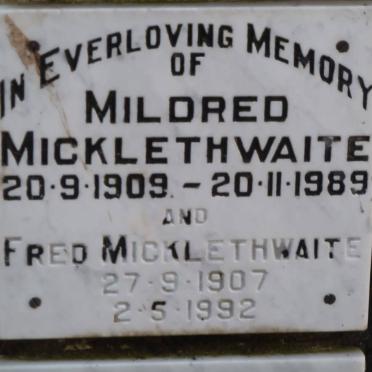 IN EVERLOVING MEMORY
OF
MILDRED
MICKLETHWAITE
20·9·1909 – 20·11·1989
AND
FRED MICKLETHWAITE
27·9·1907
2·5·1992